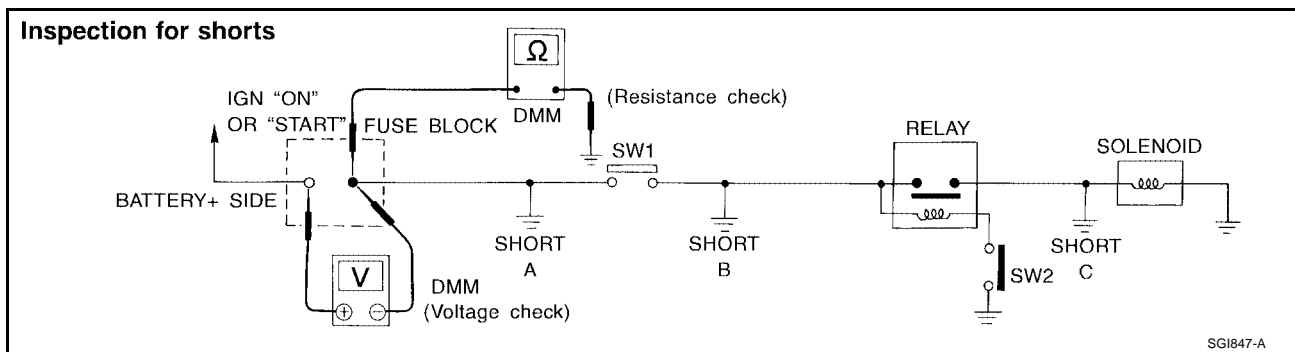 Inspection for shorts
IGN “ON”
OR “START”
FUSE BLOCK
BATTERY+ SIDE
Ω
DMM
(Resistance check)
V
+ −
DMM
(Voltage check)
SHORT
A
SW1
SHORT
B
RELAY
SW2
SHORT
C
SOLENOID
SGI847-A